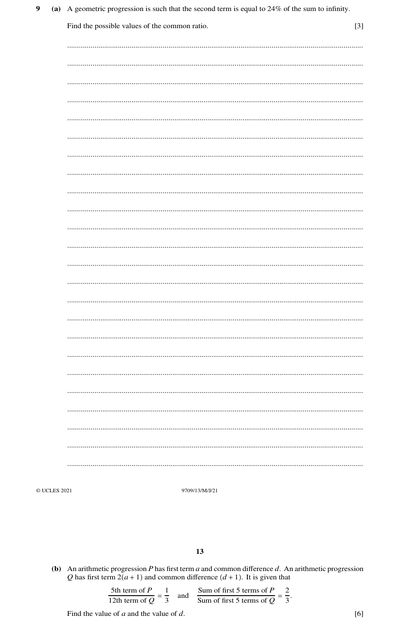 9 (a) A geometric progression is such that the second term is equal to 24% of the sum to infinity.
Find the possible values of the common ratio. [3]
© UCLES 2021 9709/13/M/J/21
13
(b) An arithmetic progression P has first term a and common difference d. An arithmetic progression
Q has first term 2(a + 1) and common difference (d + 1). It is given that
5th term of P / 12th term of Q = 1/3 and Sum of first 5 terms of P / Sum of first 5 terms of Q = 2/3.
Find the value of a and the value of d. [6]